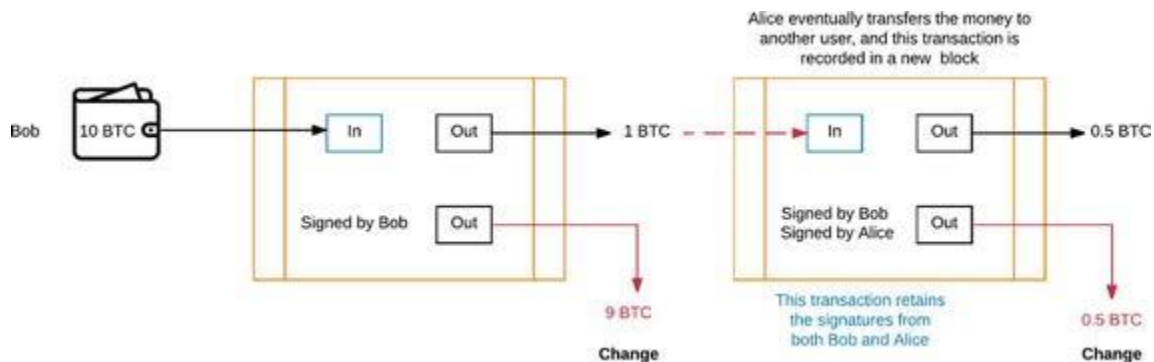 Alice eventually transfers the money to
another user, and this transaction is
recorded in a new block
Bob
10 BTC
In
Out
1 BTC
In
Out
0.5 BTC
Signed by Bob
Out
Signed by Bob
Signed by Alice
Out
9 BTC
This transaction retains
the signatures from
both Bob and Alice
0.5 BTC
Change
Change